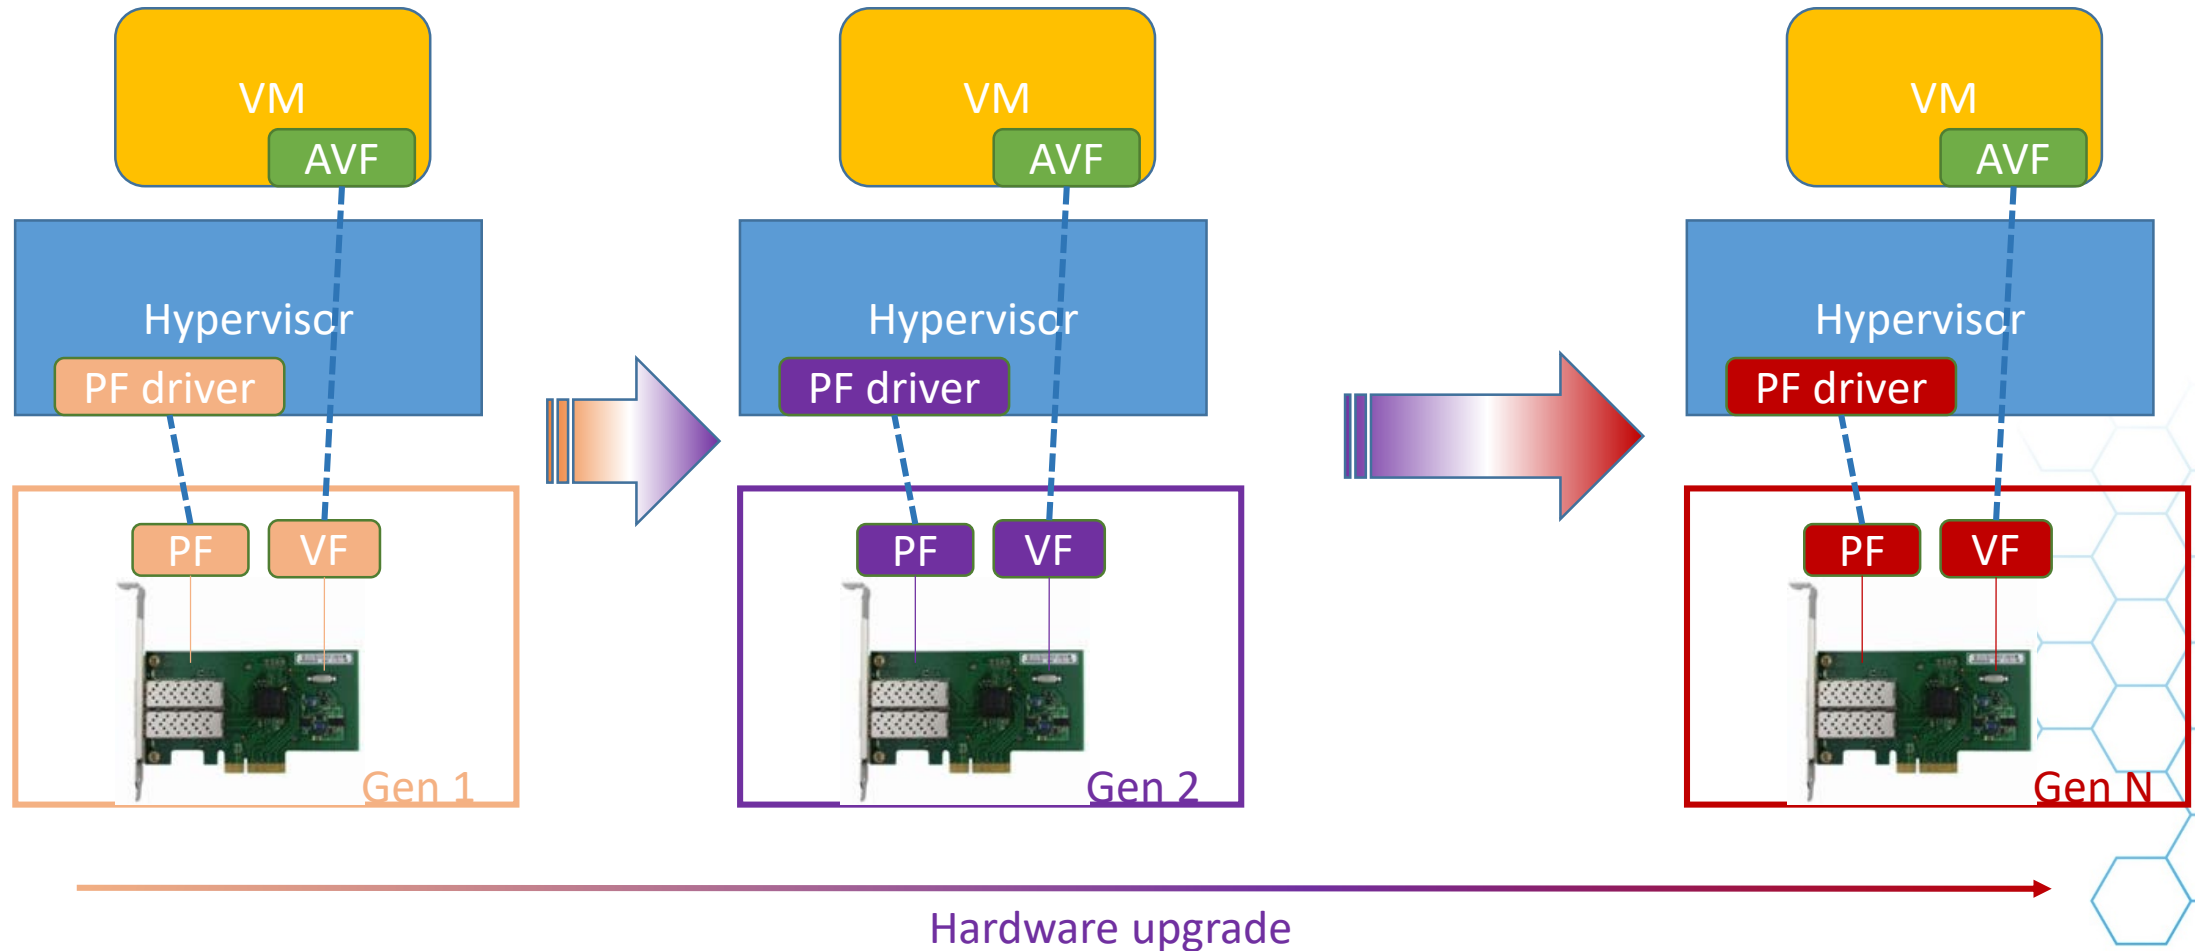 VM
AVF
Hypervisor
PF driver
PF
VF
Gen 1
VM
AVF
Hypervisor
PF driver
PF
VF
Gen 2
VM
AVF
Hypervisor
PF driver
PF
VF
Gen N
Hardware upgrade